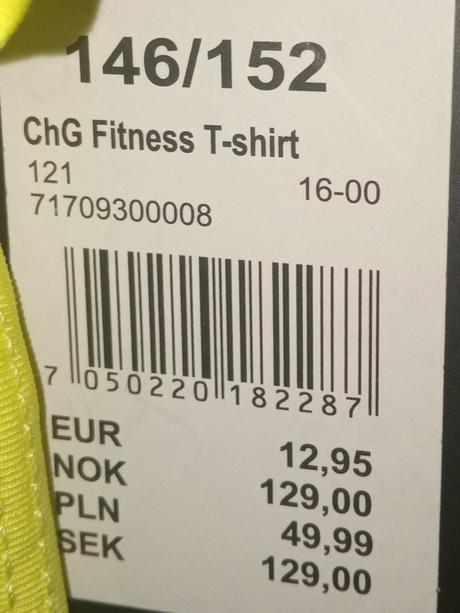 146/152
ChG Fitness T-shirt
121 16-00
71709300008
7 050220 182287
EUR 12,95
NOK 129,00
PLN 49,99
SEK 129,00